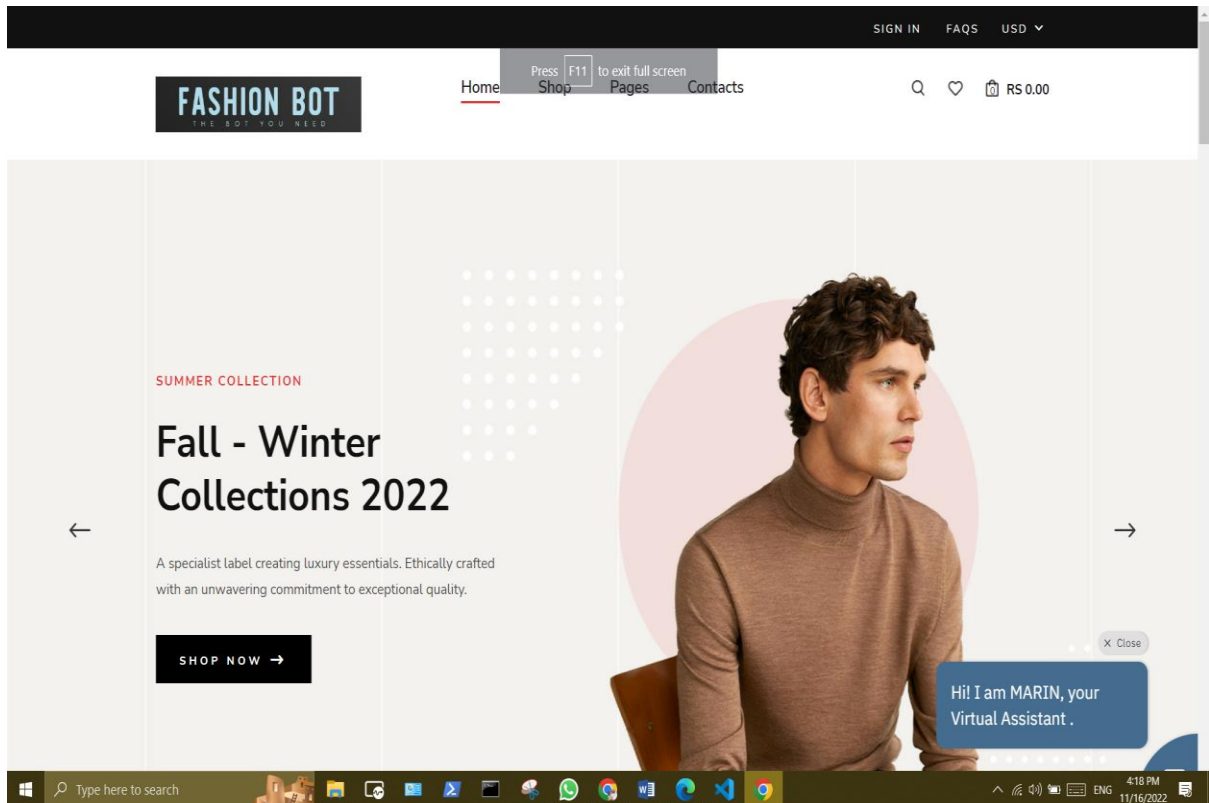 SIGN IN FAQS USD
Press F11 to exit full screen
FASHION BOT
THE BOT YOU NEED
Home Shop Pages Contacts
0 RS 0.00
SUMMER COLLECTION
Fall - Winter
Collections 2022
A specialist label creating luxury essentials. Ethically crafted
with an unwavering commitment to exceptional quality.
SHOP NOW →
X Close
Hi! I am MARIN, your
Virtual Assistant .
Type here to search
ENG
4:18 PM
11/16/2022